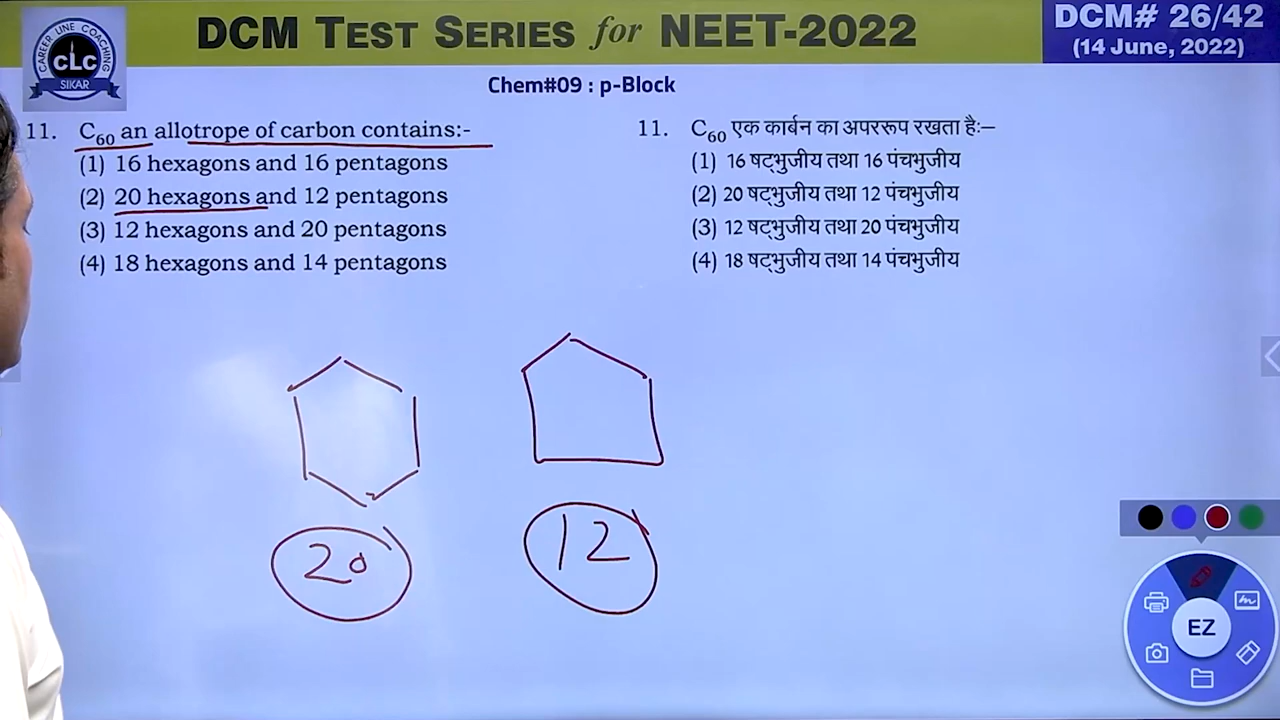 CAREER LINE COACHING
CLC
SIKAR
DCM TEST SERIES for NEET-2022
DCM# 26/42
(14 June, 2022)
Chem#09 : p-Block
11. C60 an allotrope of carbon contains:-
(1) 16 hexagons and 16 pentagons
(2) 20 hexagons and 12 pentagons
(3) 12 hexagons and 20 pentagons
(4) 18 hexagons and 14 pentagons
11. C60 एक कार्बन का अपररूप रखता है:–
(1) 16 षट्भुजीय तथा 16 पंचभुजीय
(2) 20 षट्भुजीय तथा 12 पंचभुजीय
(3) 12 षट्भुजीय तथा 20 पंचभुजीय
(4) 18 षट्भुजीय तथा 14 पंचभुजीय
20
12
EZ